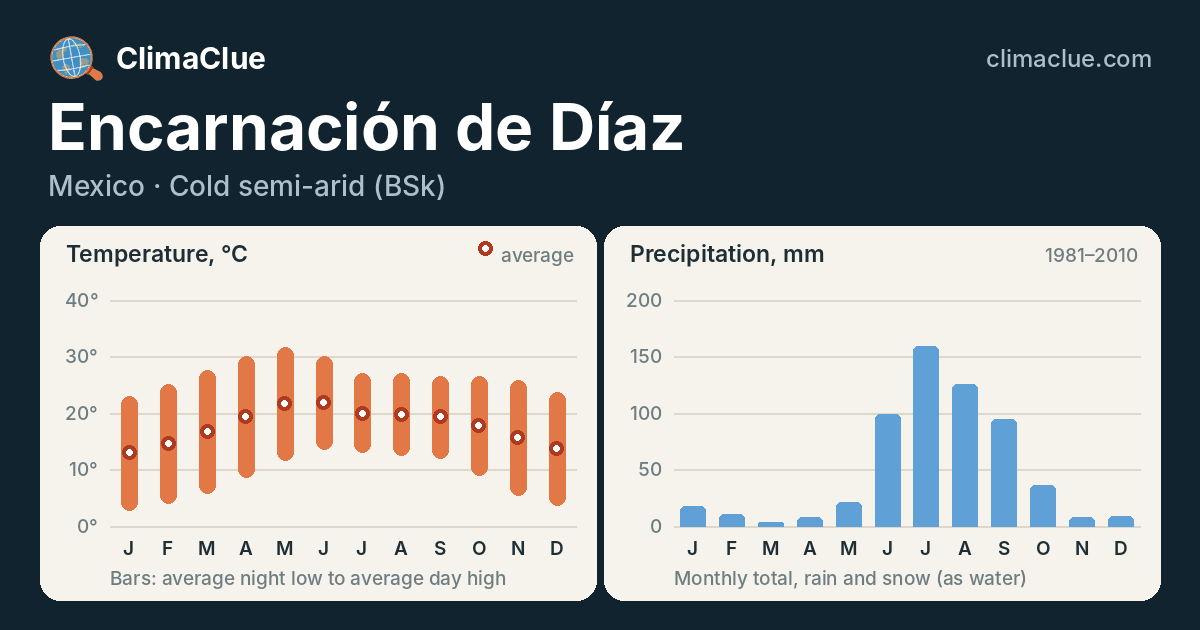 ClimaClue
climaclue.com
Encarnación de Díaz
Mexico · Cold semi-arid (BSk)
Temperature, °C
average
40°
30°
20°
10°
0°
J F M A M J J A S O N D
Bars: average night low to average day high
Precipitation, mm
1981–2010
200
150
100
50
0
J F M A M J J A S O N D
Monthly total, rain and snow (as water)